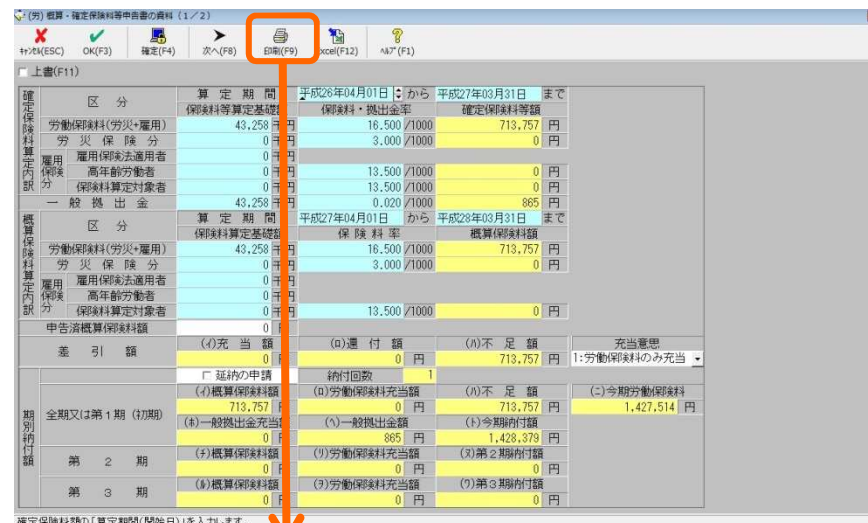 (労) 概算・確定保険料等申告書の資料 (1／2)
ｷｬﾝｾﾙ(ESC) OK(F3) 確定(F4) 次へ(F8) 印刷(F9) xcel(F12) ﾍﾙﾌﾟ(F1)
上書(F11)
確定保険料算定内訳
区 分 算 定 期 間 平成26年04月01日 から 平成27年03月31日 まで
保険料等算定基礎額 保険料・拠出金率 確定保険料等額
労働保険料(労災+雇用) 43,258 千円 16.500 /1000 713,757 円
労 災 保 険 分 0 千円 3.000 /1000 0 円
雇用保険分
雇用保険法適用者 0 千円
高年齢労働者 0 千円 13.500 /1000 0 円
保険料算定対象者 0 千円 13.500 /1000 0 円
一 般 拠 出 金 43,258 千円 0.020 /1000 865 円
概算保険料算定内訳
区 分 算 定 期 間 平成27年04月01日 から 平成28年03月31日 まで
保険料算定基礎額 保 険 料 率 概算保険料額
労働保険料(労災+雇用) 43,258 千円 16.500 /1000 713,757 円
労 災 保 険 分 0 千円 3.000 /1000 0 円
雇用保険分
雇用保険法適用者 0 千円
高年齢労働者 0 千円
保険料算定対象者 0 千円 13.500 /1000 0 円
申告済概算保険料額 0 円
差 引 額 (イ)充 当 額 (ロ)還 付 額 (ハ)不 足 額 充当意思
0 円 0 円 713,757 円 1:労働保険料のみ充当
期別納付額
延納の申請 納付回数 1
全期又は第1期 (初期) (イ)概算保険料額 (ロ)労働保険料充当額 (ハ)不 足 額 (ニ)今期労働保険料
713,757 円 0 円 713,757 円 1,427,514 円
(ホ)一般拠出金充当額 (ヘ)一般拠出金額 (ト)今期納付額
0 円 865 円 1,428,379 円
第 2 期 (チ)概算保険料額 (リ)労働保険料充当額 (ヌ)第2期納付額
0 円 0 円 0 円
第 3 期 (ル)概算保険料額 (ヲ)労働保険料充当額 (ワ)第3期納付額
0 円 0 円 0 円
確定保険料額の「算定期間(開始日)」を入力します。